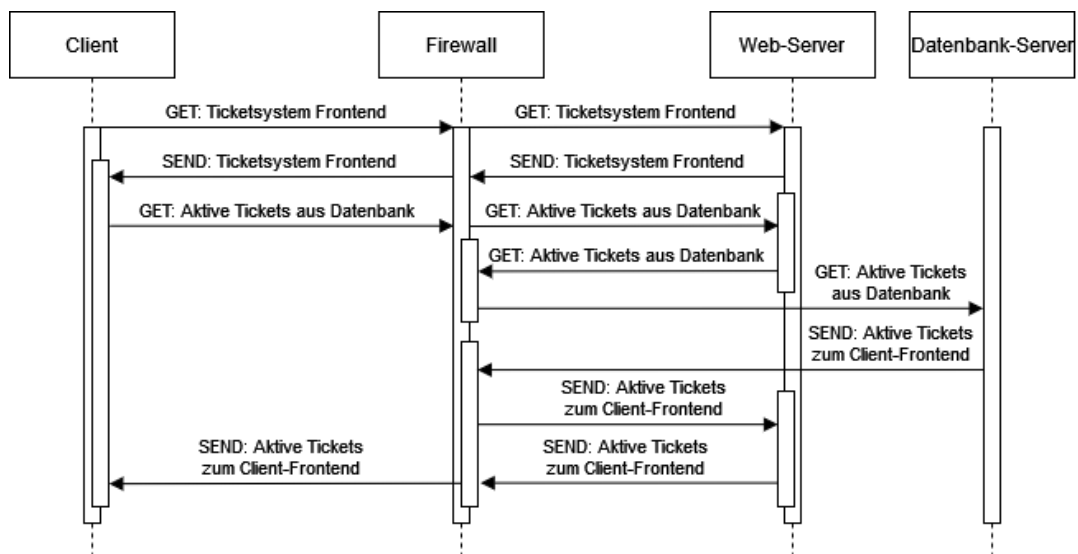 Client
Firewall
Web-Server
Datenbank-Server
GET: Ticketsystem Frontend
GET: Ticketsystem Frontend
SEND: Ticketsystem Frontend
SEND: Ticketsystem Frontend
GET: Aktive Tickets aus Datenbank
GET: Aktive Tickets aus Datenbank
GET: Aktive Tickets aus Datenbank
GET: Aktive Tickets
aus Datenbank
SEND: Aktive Tickets
zum Client-Frontend
SEND: Aktive Tickets
zum Client-Frontend
SEND: Aktive Tickets
zum Client-Frontend
SEND: Aktive Tickets
zum Client-Frontend